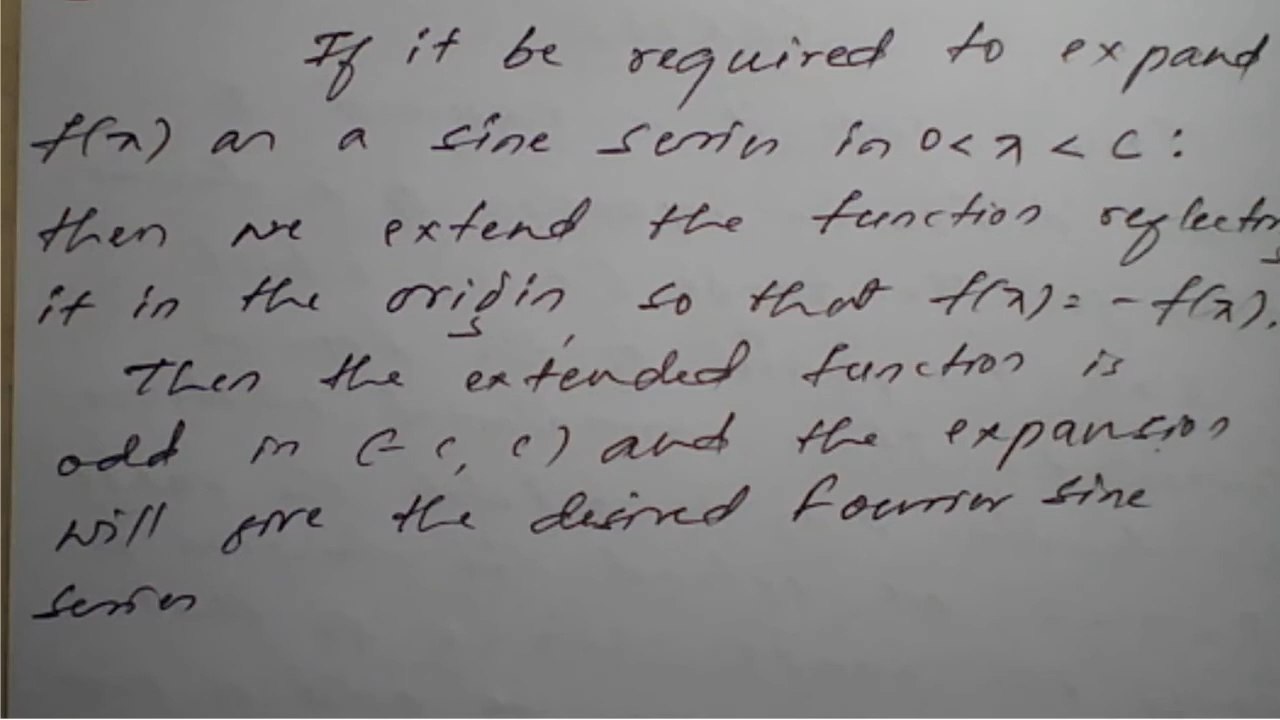 If it be required to expand
f(x) as a sine series in 0 < x < c :
then we extend the function reflecting
it in the origin, so that f(x) = - f(x).
Then the extended function is
odd in (-c, c) and the expansion
will give the desired Fourier sine
series